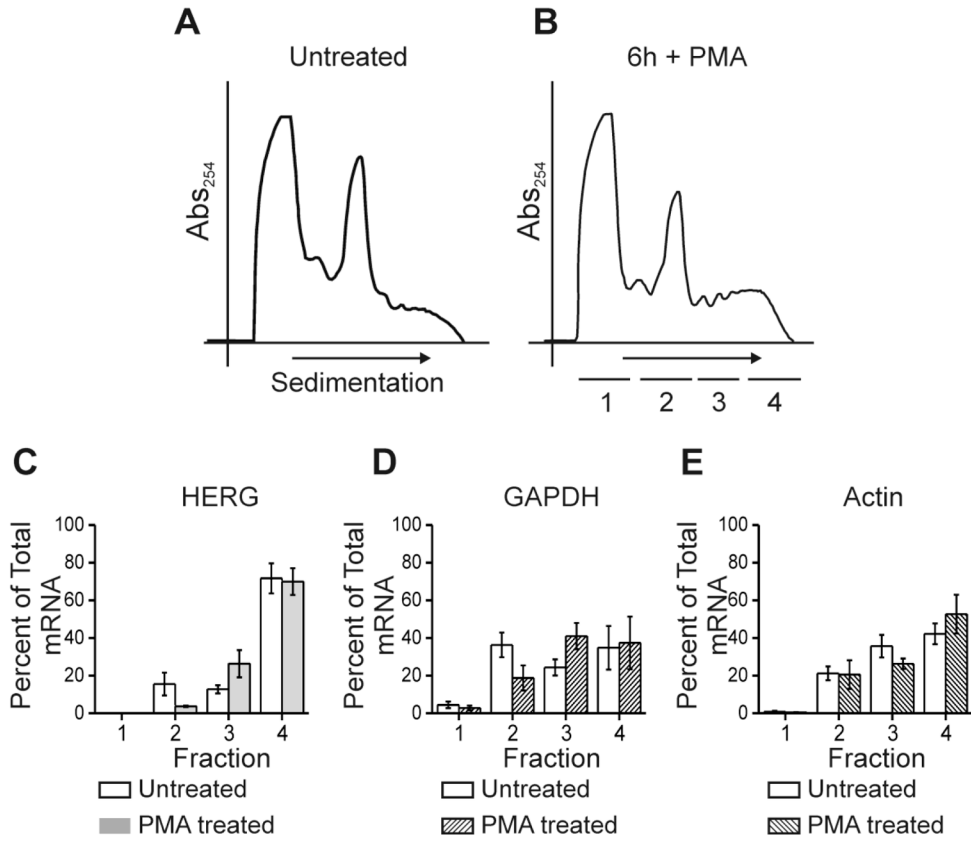 A
B
Untreated
6h + PMA
Abs254
Abs254
Sedimentation
1 2 3 4
C
D
E
HERG
GAPDH
Actin
Percent of Total
mRNA
100
80
60
40
20
0
1 2 3 4
Fraction
Untreated
PMA treated
Percent of Total
mRNA
100
80
60
40
20
0
1 2 3 4
Fraction
Untreated
PMA treated
Percent of Total
mRNA
100
80
60
40
20
0
1 2 3 4
Fraction
Untreated
PMA treated